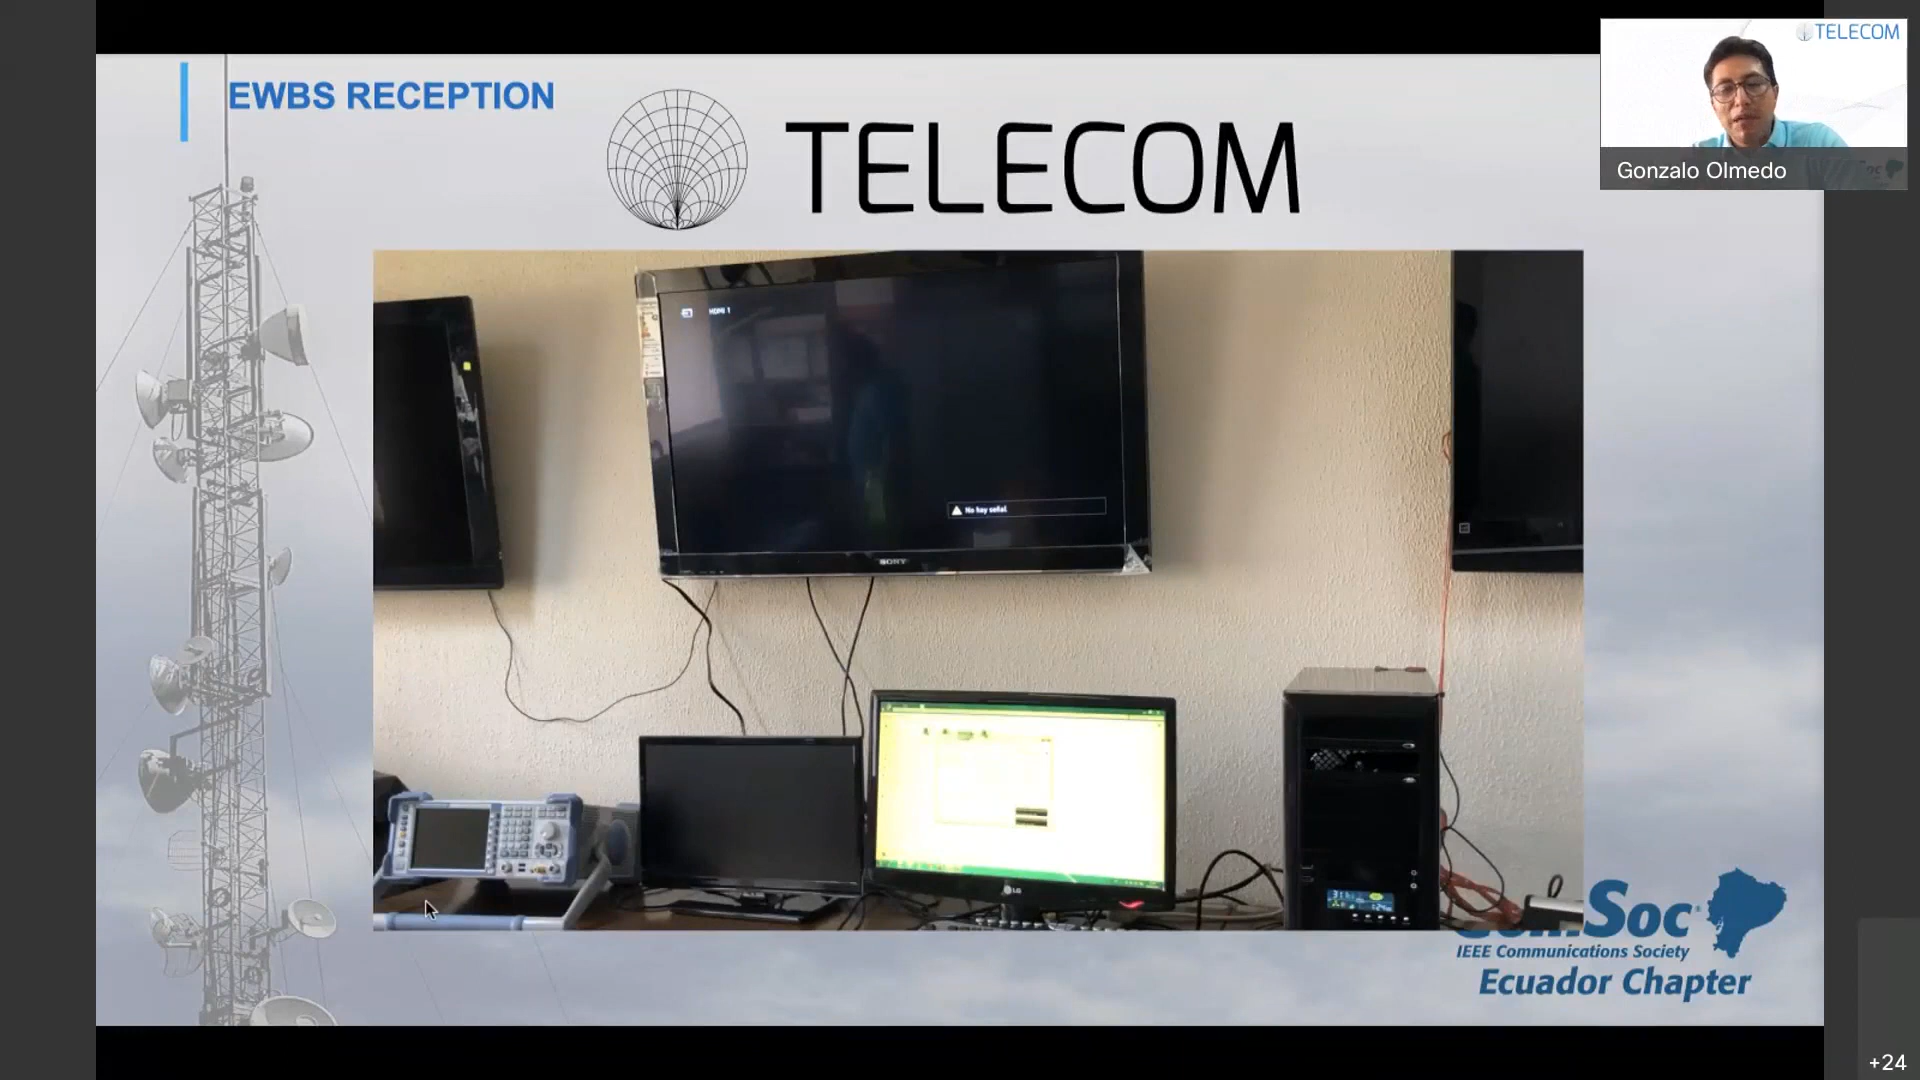 EWBS RECEPTION
TELECOM
TELECOM
Gonzalo Olmedo
HDMI 1
No hay señal
SONY
LG
Soc
IEEE Communications Society
Ecuador Chapter
+24